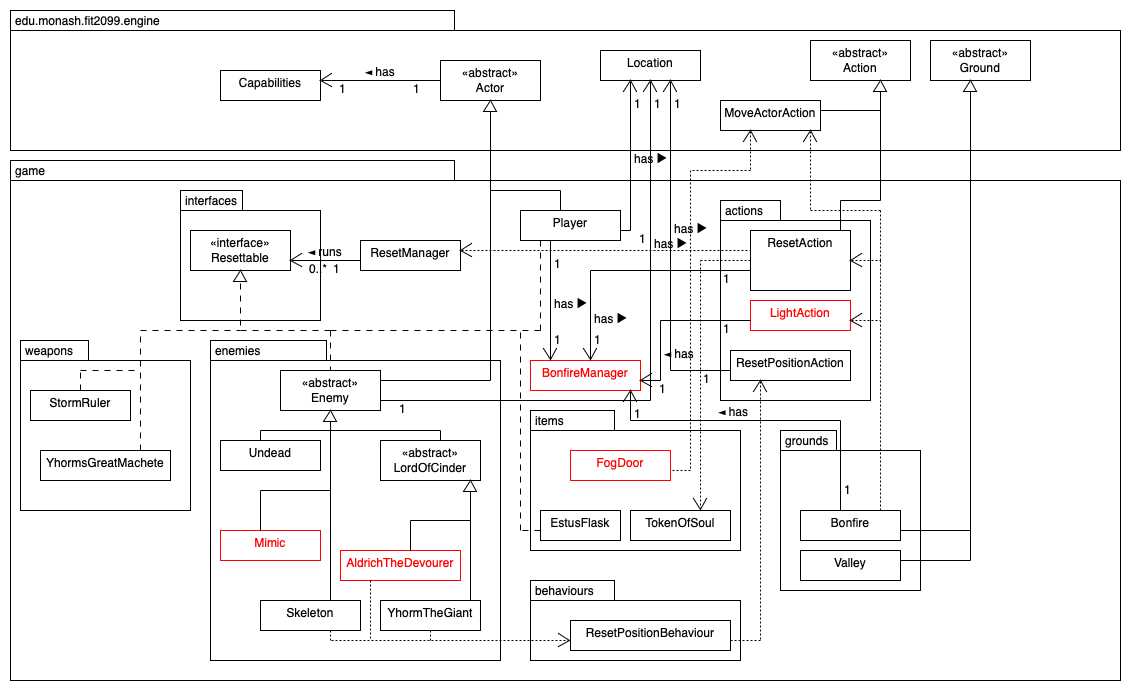 edu.monash.fit2099.engine
Capabilities
◄ has
1
1
«abstract»
Actor
Location
1
1
1
«abstract»
Action
«abstract»
Ground
MoveActorAction
has ►
game
interfaces
«interface»
Resettable
◄ runs
0..*
1
ResetManager
Player
1
1
has ►
has ►
actions
ResetAction
1
LightAction
1
ResetPositionAction
1
has ►
has ►
1
1
◄ has
BonfireManager
1
1
◄ has
weapons
StormRuler
YhormsGreatMachete
enemies
«abstract»
Enemy
1
Undead
«abstract»
LordOfCinder
Mimic
AldrichTheDevourer
Skeleton
YhormTheGiant
items
FogDoor
EstusFlask
TokenOfSoul
grounds
1
Bonfire
Valley
behaviours
ResetPositionBehaviour